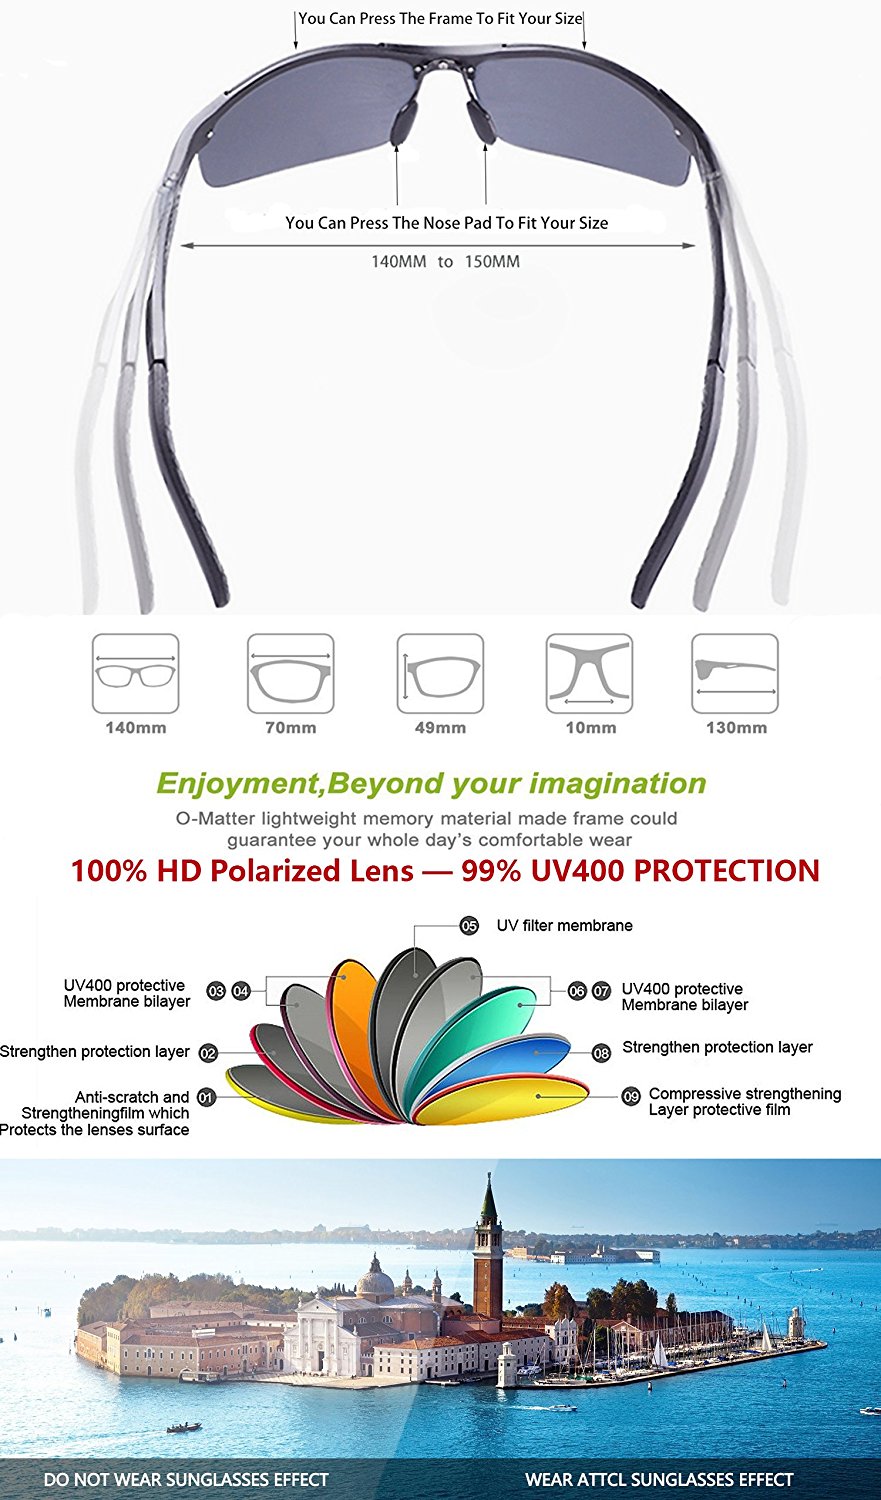 You Can Press The Frame To Fit Your Size
You Can Press The Nose Pad To Fit Your Size
140MM to 150MM
140mm
70mm
49mm
10mm
130mm
Enjoyment,Beyond your imagination
O-Matter lightweight memory material made frame could
guarantee your whole day's comfortable wear
100% HD Polarized Lens — 99% UV400 PROTECTION
05 UV filter membrane
UV400 protective
Membrane bilayer
03 04
06 07
UV400 protective
Membrane bilayer
Strengthen protection layer 02
08 Strengthen protection layer
Anti-scratch and
Strengtheningfilm which
Protects the lenses surface
01
09
Compressive strengthening
Layer protective film
DO NOT WEAR SUNGLASSES EFFECT
WEAR ATTCL SUNGLASSES EFFECT